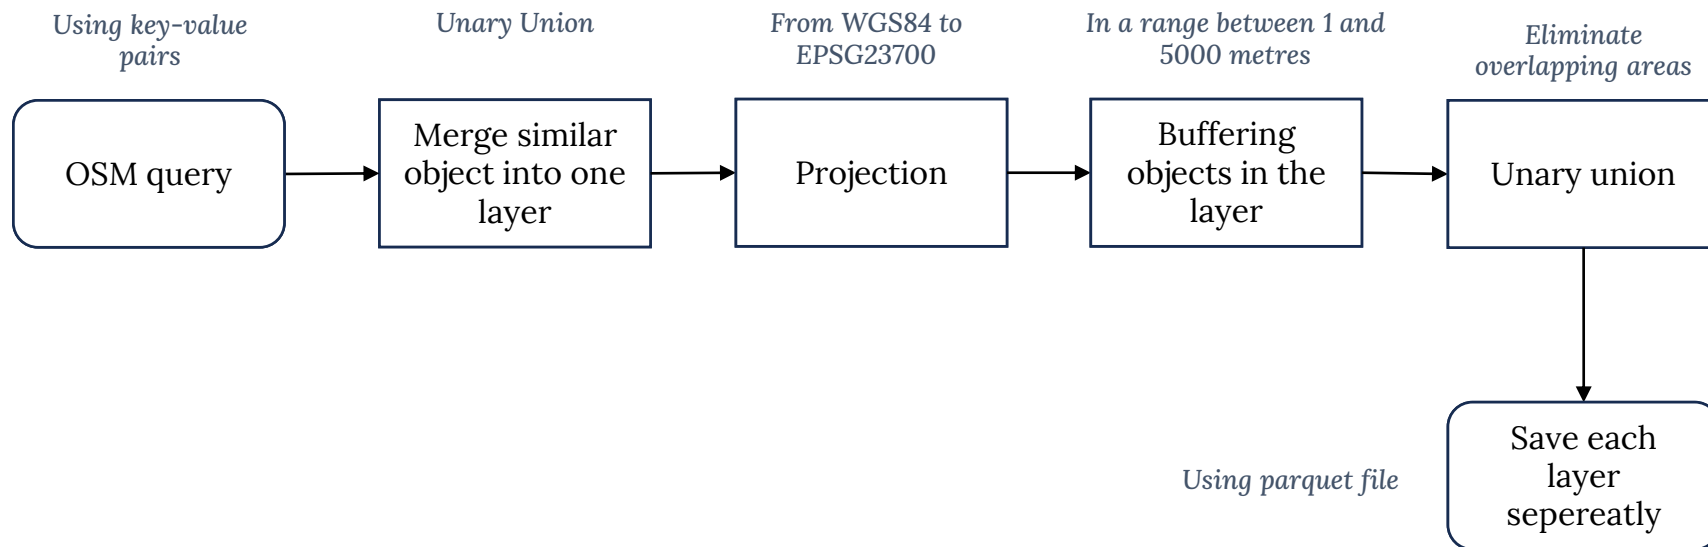 Using key-value
pairs
Unary Union
From WGS84 to
EPSG23700
In a range between 1 and
5000 metres
Eliminate
overlapping areas
OSM query
Merge similar
object into one
layer
Projection
Buffering
objects in the
layer
Unary union
Using parquet file
Save each
layer
sepereatly